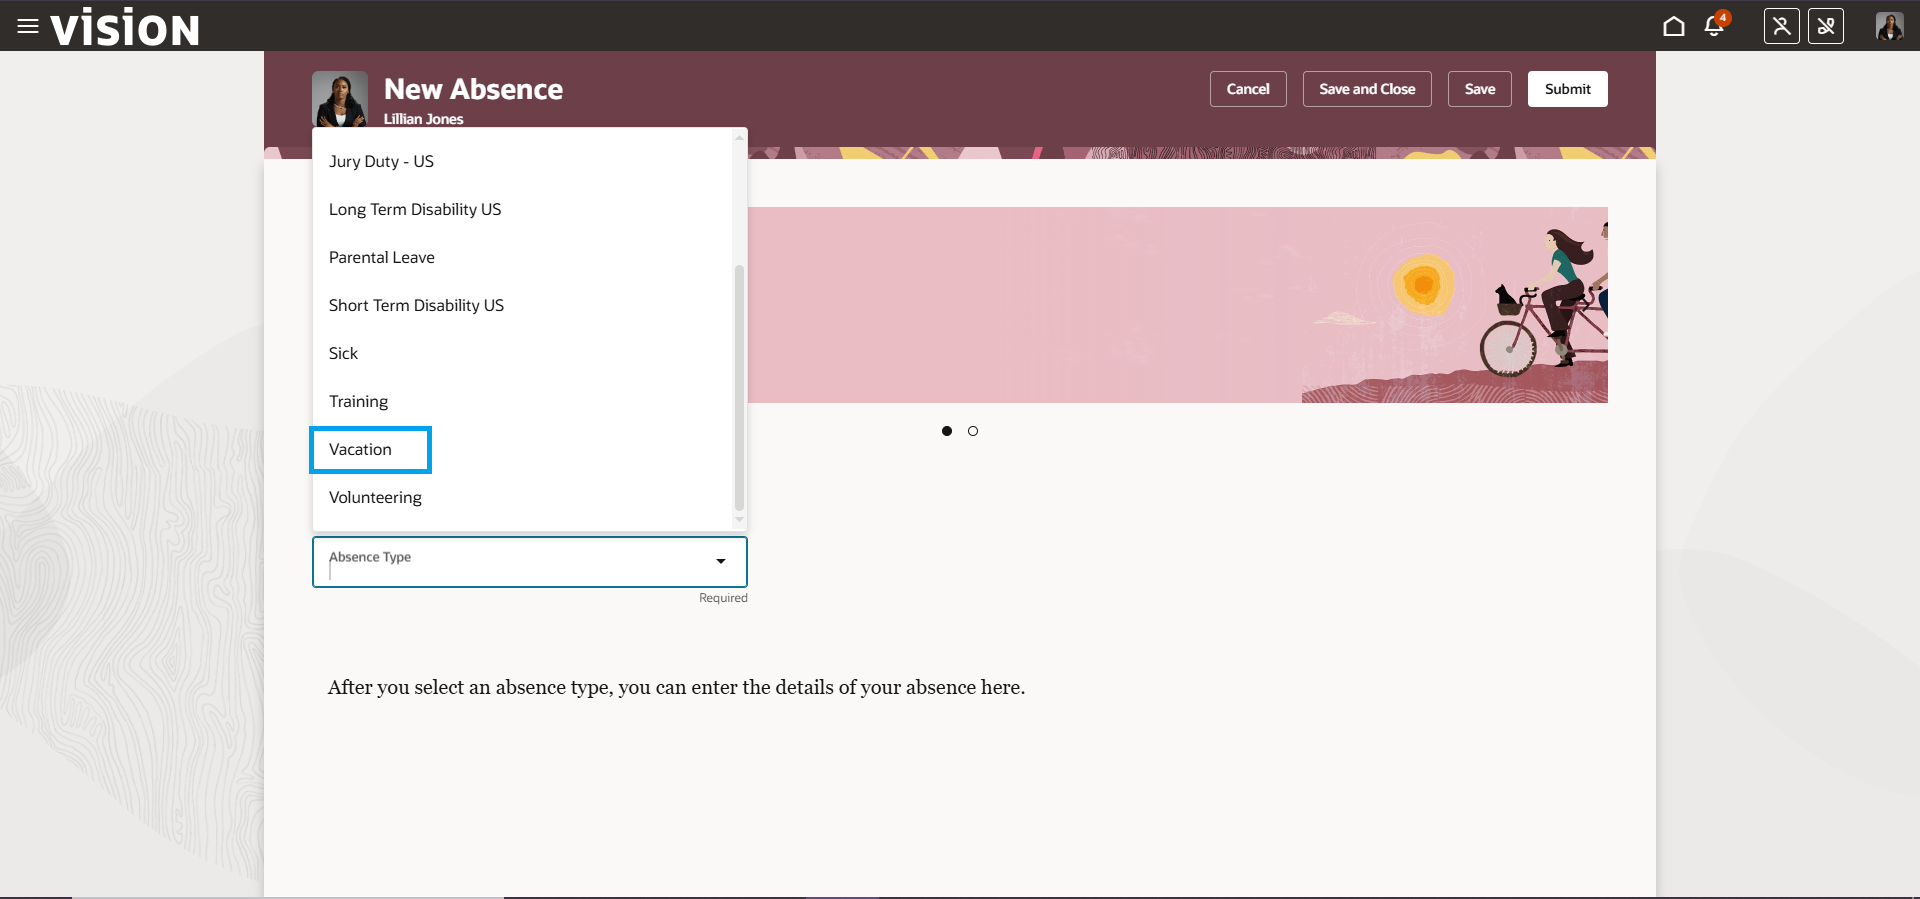 vision
4
New Absence
Lillian Jones
Cancel
Save and Close
Save
Submit
Jury Duty - US
Long Term Disability US
Parental Leave
Short Term Disability US
Sick
Training
Vacation
Volunteering
Absence Type
Required
After you select an absence type, you can enter the details of your absence here.